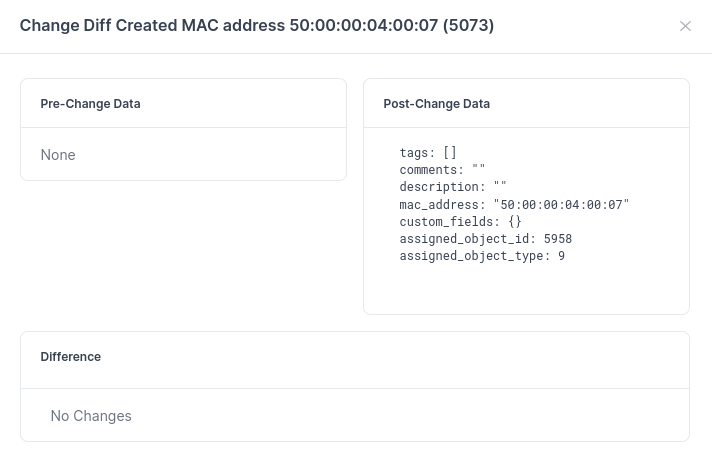 Change Diff Created MAC address 50:00:00:04:00:07 (5073)
Pre-Change Data
None
Post-Change Data
tags: []
comments: ""
description: ""
mac_address: "50:00:00:04:00:07"
custom_fields: {}
assigned_object_id: 5958
assigned_object_type: 9
Difference
No Changes